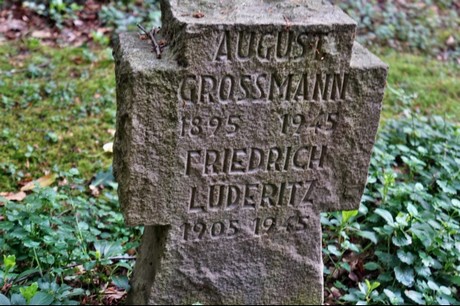 AUGUST
GROSSMANN
1895 1945
FRIEDRICH
LÜDERITZ
1905 1945